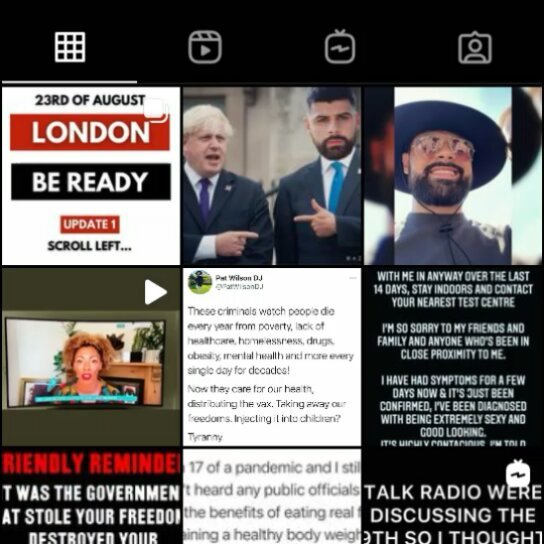 23RD OF AUGUST
LONDON
BE READY
UPDATE 1
SCROLL LEFT...
Pat Wilson DJ
@PatWilsonDJ
These criminals watch people die
every year from poverty, lack of
healthcare, homelessness, drugs,
obesity, mental health and more every
single day for decades!
Now they care for our health,
distributing the vax. Taking away our
freedoms. Injecting it into children?
Tyranny
WITH ME IN ANYWAY OVER THE LAST
14 DAYS, STAY INDOORS AND CONTACT
YOUR NEAREST TEST CENTRE
I'M SO SORRY TO MY FRIENDS AND
FAMILY AND ANYONE WHO'S BEEN IN
CLOSE PROXIMITY TO ME.
I HAVE HAD SYMPTOMS FOR A FEW
DAYS NOW & IT'S JUST BEEN
CONFIRMED, I'VE BEEN DIAGNOSED
WITH BEING EXTREMELY SEXY AND
GOOD LOOKING.
IT'S HIGHLY CONTAGIOUS, I'M TOLD
RIENDLY REMINDE
T WAS THE GOVERNMEN
AT STOLE YOUR FREEDO
DESTROYED YOUR
17 of a pandemic and I stil
't heard any public officials
the benefits of eating real f
aining a healthy body weigh
TALK RADIO WERE
DISCUSSING THE
9TH SO I THOUGHT